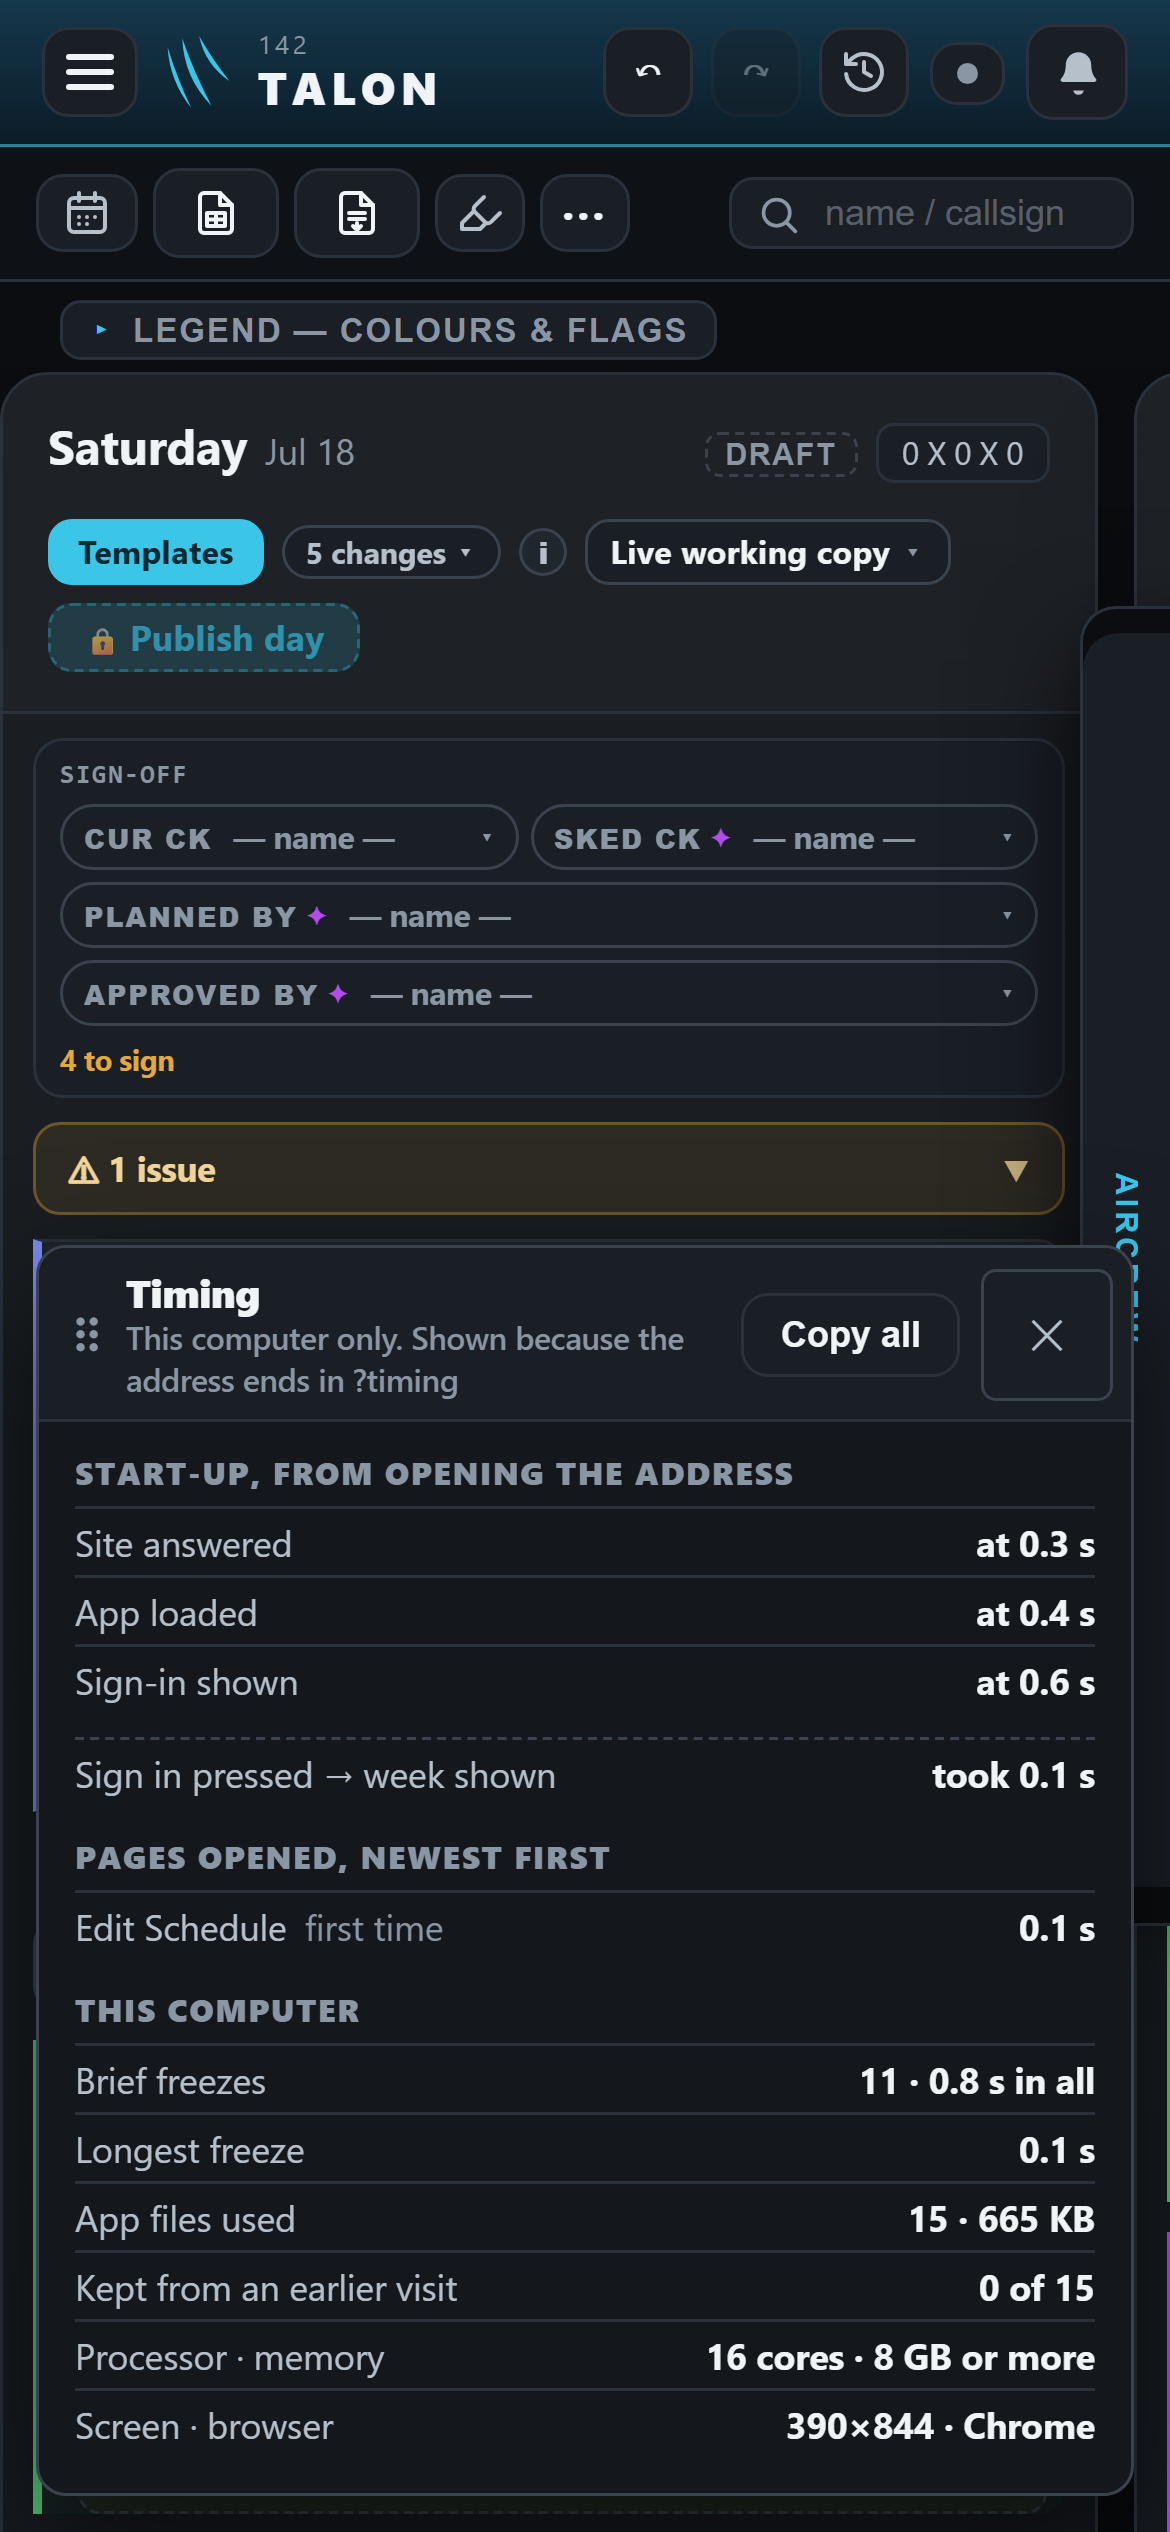 142
TALON
name / callsign
LEGEND — COLOURS & FLAGS
Saturday Jul 18
DRAFT
0 X 0 X 0
Templates
5 changes
i
Live working copy
Publish day
SIGN-OFF
CUR CK — name —
SKED CK — name —
PLANNED BY — name —
APPROVED BY — name —
4 to sign
1 issue
Timing
This computer only. Shown because the
address ends in ?timing
Copy all
START-UP, FROM OPENING THE ADDRESS
Site answered at 0.3 s
App loaded at 0.4 s
Sign-in shown at 0.6 s
Sign in pressed → week shown took 0.1 s
PAGES OPENED, NEWEST FIRST
Edit Schedule first time 0.1 s
THIS COMPUTER
Brief freezes 11 · 0.8 s in all
Longest freeze 0.1 s
App files used 15 · 665 KB
Kept from an earlier visit 0 of 15
Processor · memory 16 cores · 8 GB or more
Screen · browser 390×844 · Chrome